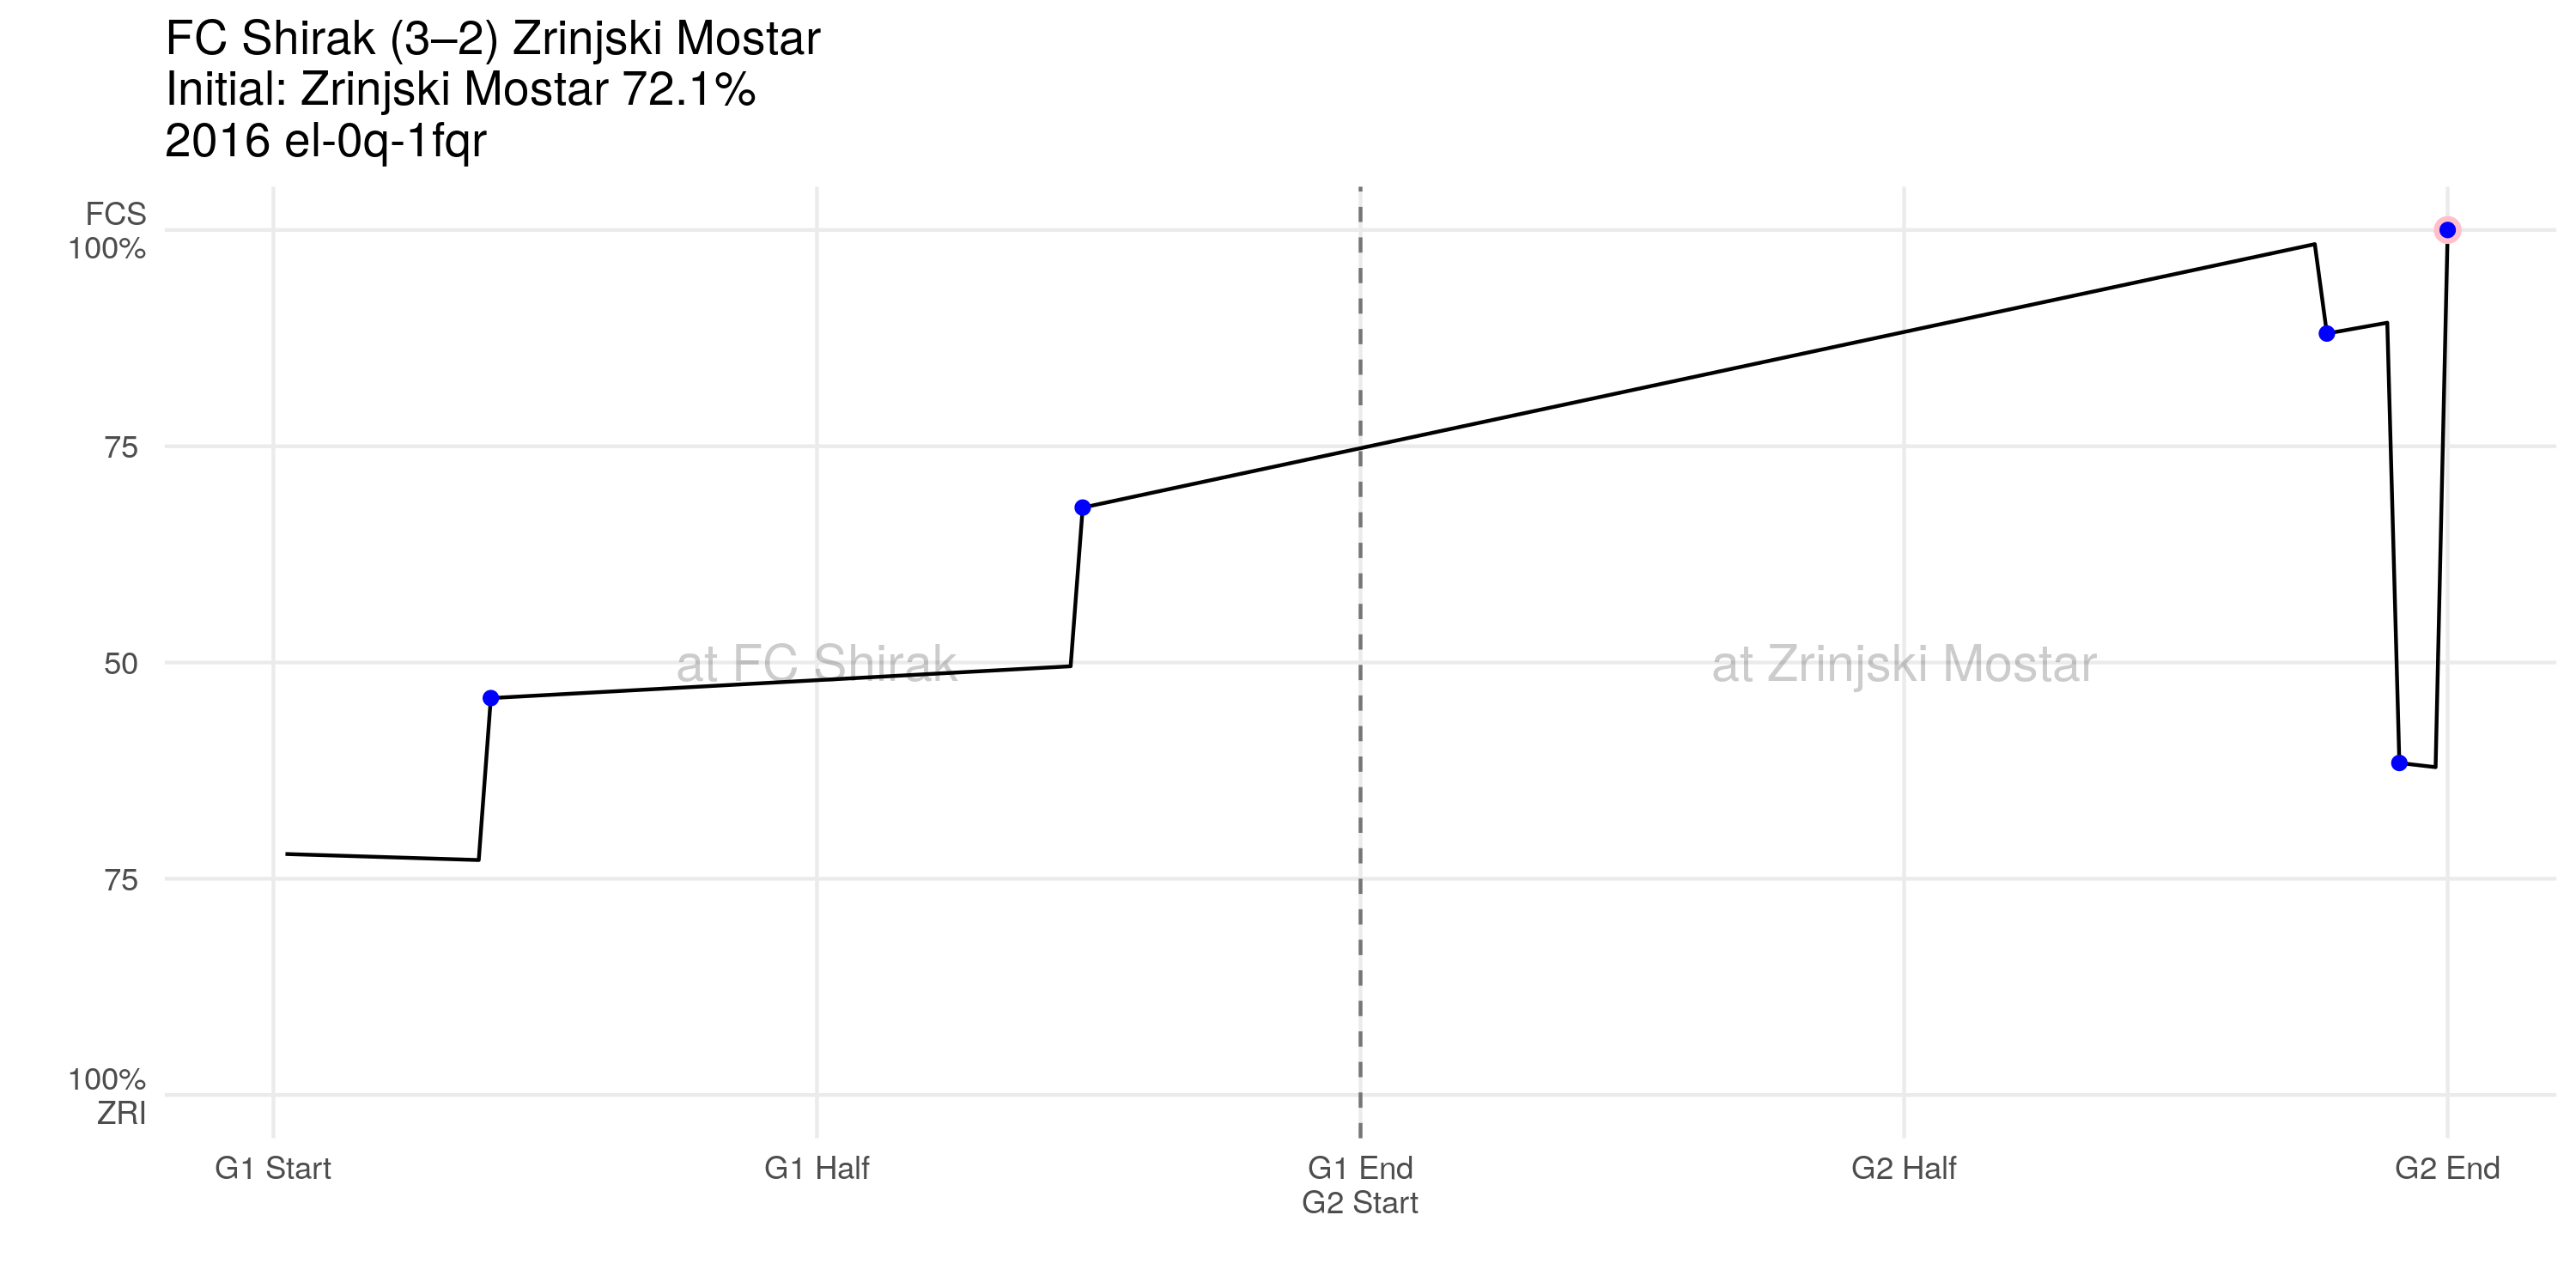 FC Shirak (3–2) Zrinjski Mostar
Initial: Zrinjski Mostar 72.1%
2016 el-0q-1fqr
FCS
100%
75
50
75
100%
ZRI
at FC Shirak
at Zrinjski Mostar
G1 Start
G1 Half
G1 End
G2 Start
G2 Half
G2 End